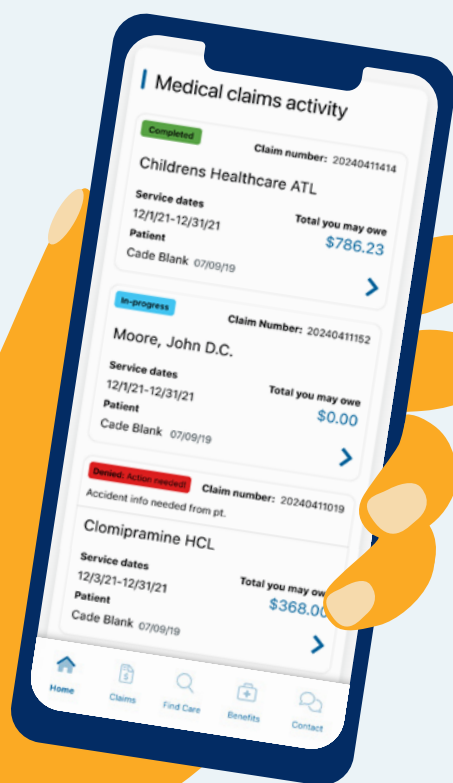 Medical claims activity
Completed
Claim number: 20240411414
Childrens Healthcare ATL
Service dates
12/1/21-12/31/21
Total you may owe
$786.23
Patient
Cade Blank 07/09/19
In-progress
Claim Number: 20240411152
Moore, John D.C.
Service dates
12/1/21-12/31/21
Total you may owe
$0.00
Patient
Cade Blank 07/09/19
Denied: Action needed!
Claim number: 20240411019
Accident info needed from pt.
Clomipramine HCL
Service dates
12/3/21-12/31/21
Total you may ow
$368.00
Patient
Cade Blank 07/09/19
Home Claims Find Care Benefits Contact